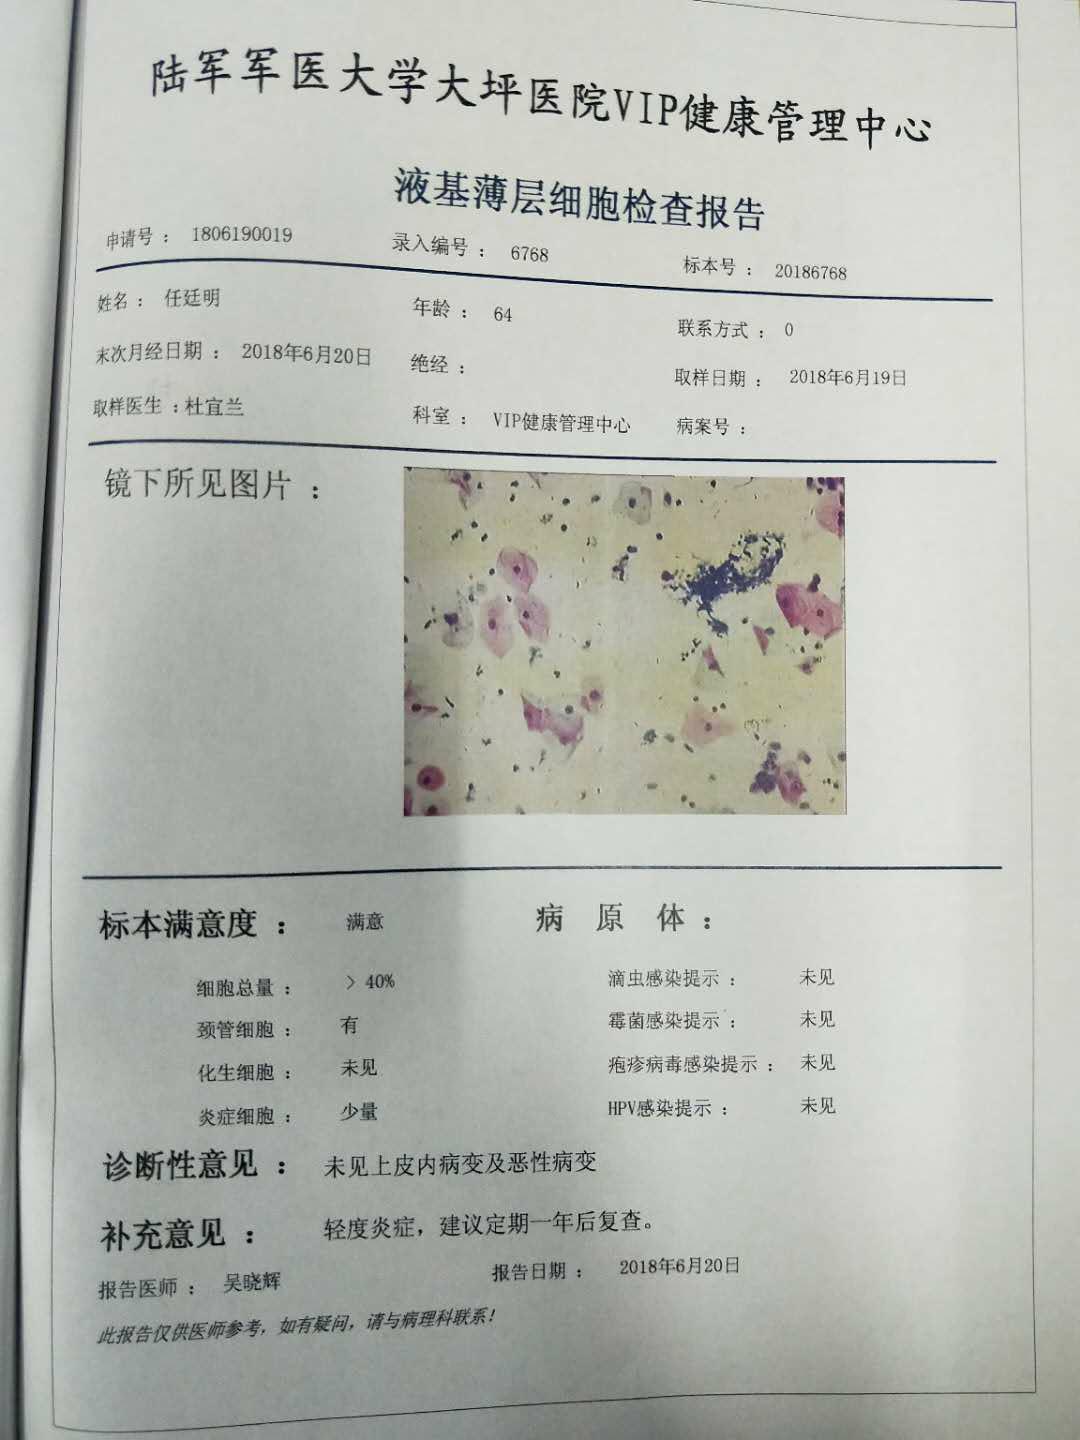 陆军军医大学大坪医院VIP健康管理中心
液基薄层细胞检查报告
申请号： 1806190019 录入编号： 6768 标本号： 20186768
姓名： 任廷明 年龄： 64 联系方式： 0
末次月经日期： 2018年6月20日 绝经： 取样日期： 2018年6月19日
取样医生：杜宜兰 科室： VIP健康管理中心 病案号：
镜下所见图片：
标本满意度： 满意 病 原 体：
细胞总量： > 40% 滴虫感染提示： 未见
颈管细胞： 有 霉菌感染提示： 未见
化生细胞： 未见 疱疹病毒感染提示： 未见
炎症细胞： 少量 HPV感染提示： 未见
诊断性意见： 未见上皮内病变及恶性病变
补充意见： 轻度炎症，建议定期一年后复查。
报告医师： 吴晓辉 报告日期： 2018年6月20日
此报告仅供医师参考，如有疑问，请与病理科联系！